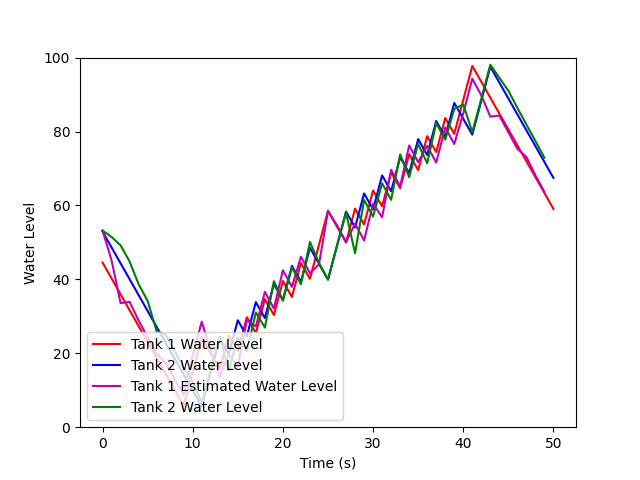 100
80
60
40
20
0
Water Level
Tank 1 Water Level
Tank 2 Water Level
Tank 1 Estimated Water Level
Tank 2 Water Level
0 10 20 30 40 50
Time (s)